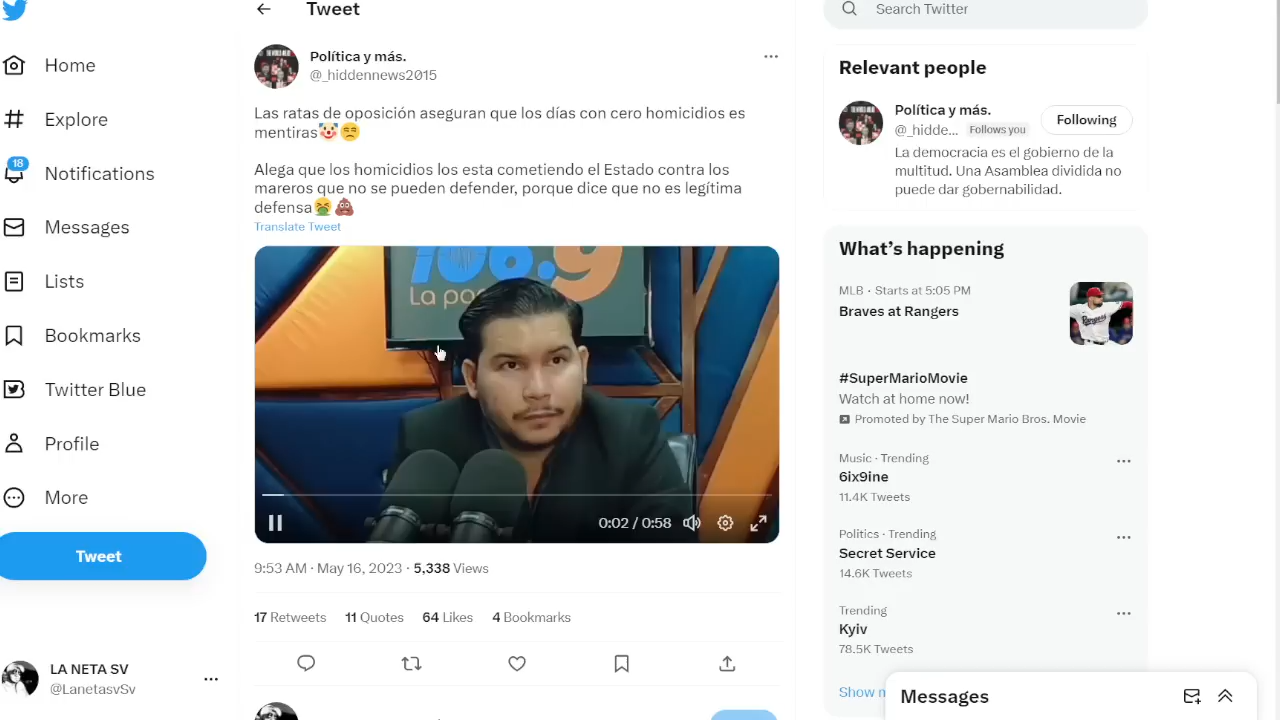 Tweet
Search Twitter
Home
Explore
18
Notifications
Messages
Lists
Bookmarks
Twitter Blue
Profile
More
Tweet
LA NETA SV
@LanetasvSv
Política y más.
@_hiddennews2015
Las ratas de oposición aseguran que los días con cero homicidios es
mentiras🤡😒
Alega que los homicidios los esta cometiendo el Estado contra los
mareros que no se pueden defender, porque dice que no es legítima
defensa🤮💩
Translate Tweet
La
0:02 / 0:58
9:53 AM · May 16, 2023 · 5,338 Views
17 Retweets 11 Quotes 64 Likes 4 Bookmarks
Relevant people
Política y más.
@_hidde... Follows you
Following
La democracia es el gobierno de la
multitud. Una Asamblea dividida no
puede dar gobernabilidad.
What's happening
MLB · Starts at 5:05 PM
Braves at Rangers
#SuperMarioMovie
Watch at home now!
Promoted by The Super Mario Bros. Movie
Music · Trending
6ix9ine
11.4K Tweets
Politics · Trending
Secret Service
14.6K Tweets
Trending
Kyiv
78.5K Tweets
Show
Messages